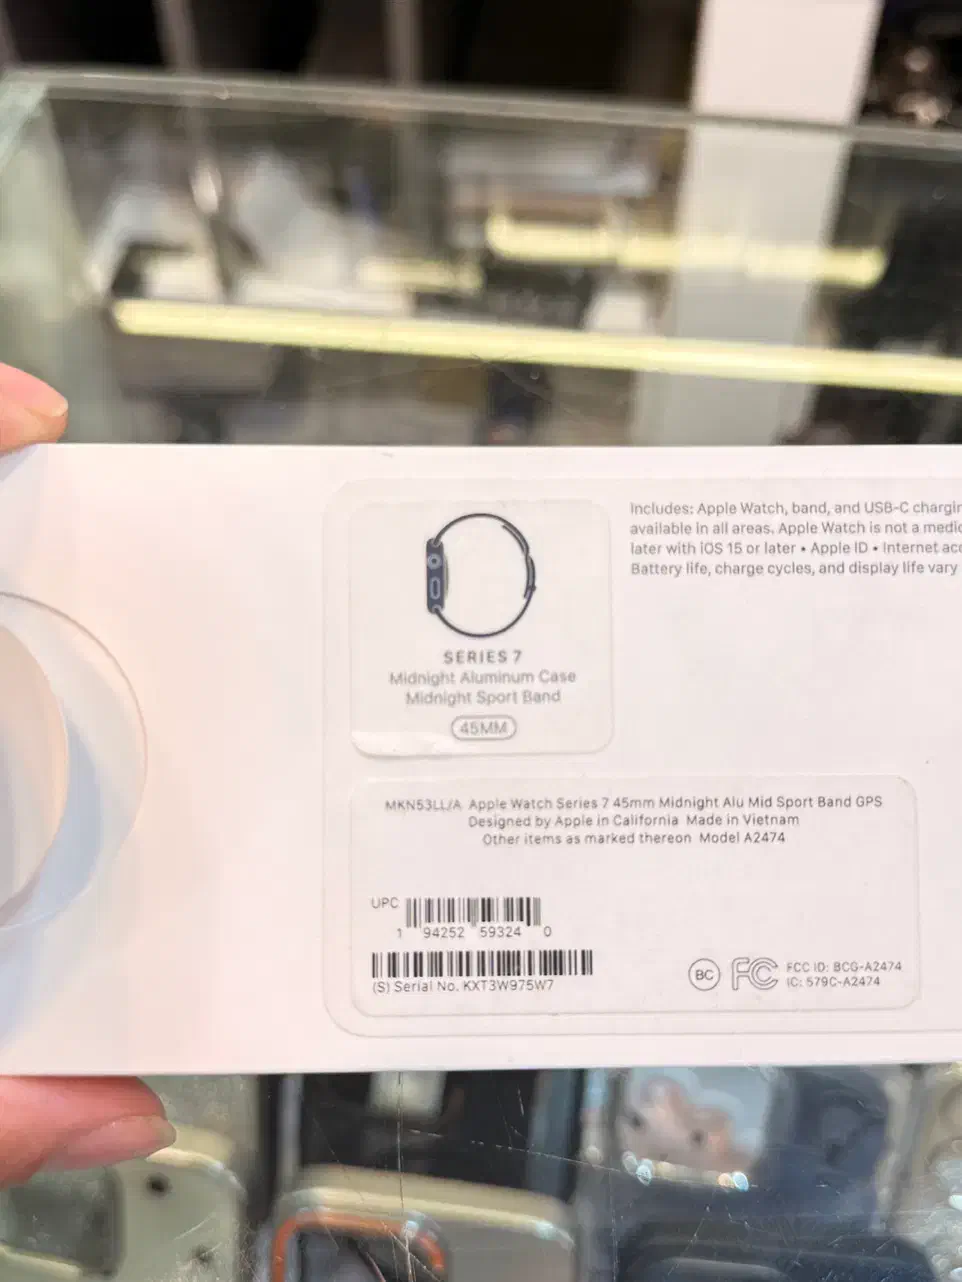 Includes: Apple Watch, band, and USB-C
available in all areas. Apple Watch is not a
later with iOS 15 or later • Apple ID • Internet
Battery life, charge cycles, and display life vary
SERIES 7
Midnight Aluminum Case
Midnight Sport Band
45MM
MKN53LL/A Apple Watch Series 7 45mm Midnight Alu Mid Sport Band GPS
Designed by Apple in California Made in Vietnam
Other items as marked thereon Model A2474
UPC
1 94252 59324 0
(S) Serial No. KXT3W975W7
BC
FC
FCC ID: BCG-A2474
IC: 579C-A2474